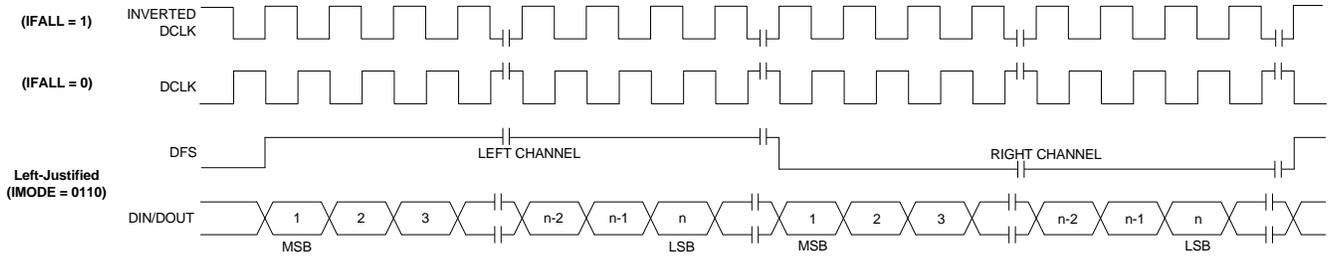 (IFALL = 1)
INVERTED
DCLK
(IFALL = 0)
DCLK
DFS
LEFT CHANNEL
RIGHT CHANNEL
Left-Justified
(IMODE = 0110)
DIN/DOUT
1 2 3 n-2 n-1 n 1 2 3 n-2 n-1 n
MSB LSB MSB LSB